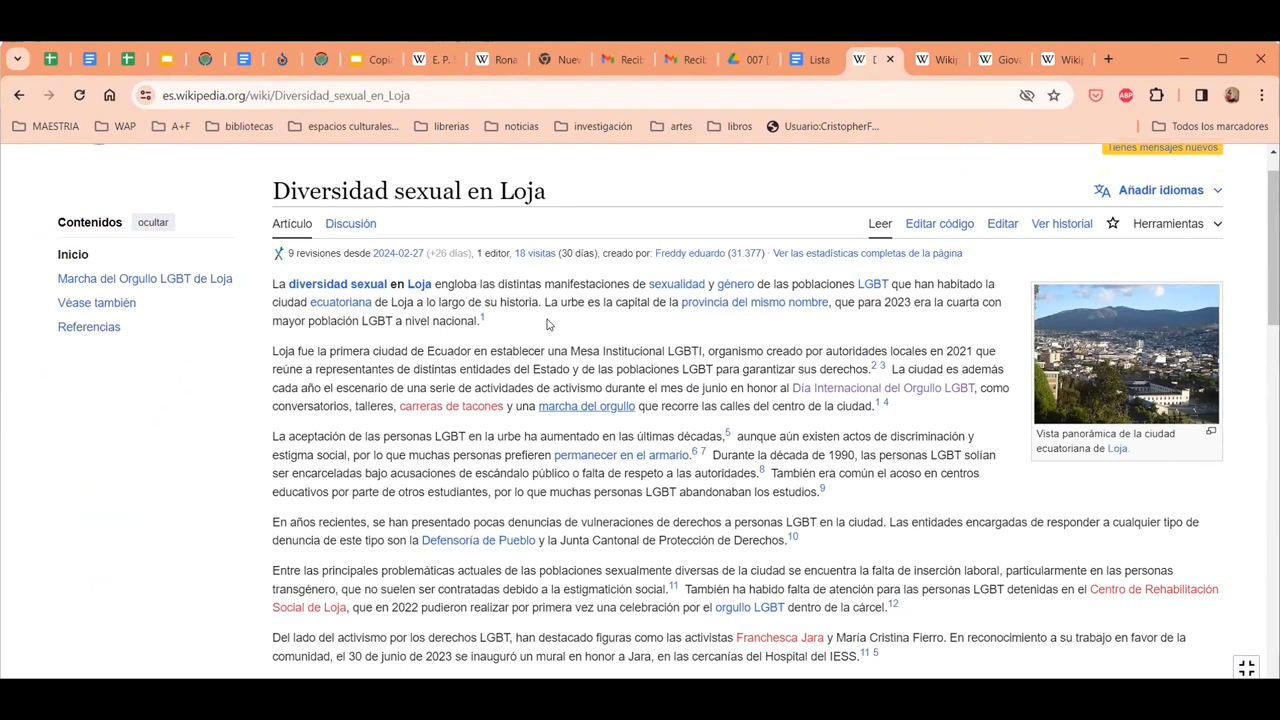 Copi
E. P.
Rona
Nuev
Recib
Recib
007 [
Lista
D
Wikip
Giov
Wikip
es.wikipedia.org/wiki/Diversidad_sexual_en_Loja
MAESTRIA
WAP
A+F
bibliotecas
espacios culturales...
librerias
noticias
investigación
artes
libros
Usuario:CristopherF...
Todos los marcadores
Tienes mensajes nuevos
Diversidad sexual en Loja
Añadir idiomas
Contenidos ocultar
Artículo Discusión
Leer Editar código Editar Ver historial Herramientas
Inicio
Marcha del Orgullo LGBT de Loja
Véase también
Referencias
9 revisiones desde 2024-02-27 (+26 días), 1 editor, 18 visitas (30 días), creado por: Freddy eduardo (31.377) · Ver las estadísticas completas de la página
La diversidad sexual en Loja engloba las distintas manifestaciones de sexualidad y género de las poblaciones LGBT que han habitado la
ciudad ecuatoriana de Loja a lo largo de su historia. La urbe es la capital de la provincia del mismo nombre, que para 2023 era la cuarta con
mayor población LGBT a nivel nacional.1
Loja fue la primera ciudad de Ecuador en establecer una Mesa Institucional LGBTI, organismo creado por autoridades locales en 2021 que
reúne a representantes de distintas entidades del Estado y de las poblaciones LGBT para garantizar sus derechos.2 3 La ciudad es además
cada año el escenario de una serie de actividades de activismo durante el mes de junio en honor al Día Internacional del Orgullo LGBT, como
conversatorios, talleres, carreras de tacones y una marcha del orgullo que recorre las calles del centro de la ciudad.1 4
La aceptación de las personas LGBT en la urbe ha aumentado en las últimas décadas,5 aunque aún existen actos de discriminación y
estigma social, por lo que muchas personas prefieren permanecer en el armario.6 7 Durante la década de 1990, las personas LGBT solían
ser encarceladas bajo acusaciones de escándalo público o falta de respeto a las autoridades.8 También era común el acoso en centros
educativos por parte de otros estudiantes, por lo que muchas personas LGBT abandonaban los estudios.9
Vista panorámica de la ciudad
ecuatoriana de Loja.
En años recientes, se han presentado pocas denuncias de vulneraciones de derechos a personas LGBT en la ciudad. Las entidades encargadas de responder a cualquier tipo de
denuncia de este tipo son la Defensoría de Pueblo y la Junta Cantonal de Protección de Derechos.10
Entre las principales problemáticas actuales de las poblaciones sexualmente diversas de la ciudad se encuentra la falta de inserción laboral, particularmente en las personas
transgénero, que no suelen ser contratadas debido a la estigmatición social.11 También ha habido falta de atención para las personas LGBT detenidas en el Centro de Rehabilitación
Social de Loja, que en 2022 pudieron realizar por primera vez una celebración por el orgullo LGBT dentro de la cárcel.12
Del lado del activismo por los derechos LGBT, han destacado figuras como las activistas Franchesca Jara y María Cristina Fierro. En reconocimiento a su trabajo en favor de la
comunidad, el 30 de junio de 2023 se inauguró un mural en honor a Jara, en las cercanías del Hospital del IESS.11 5